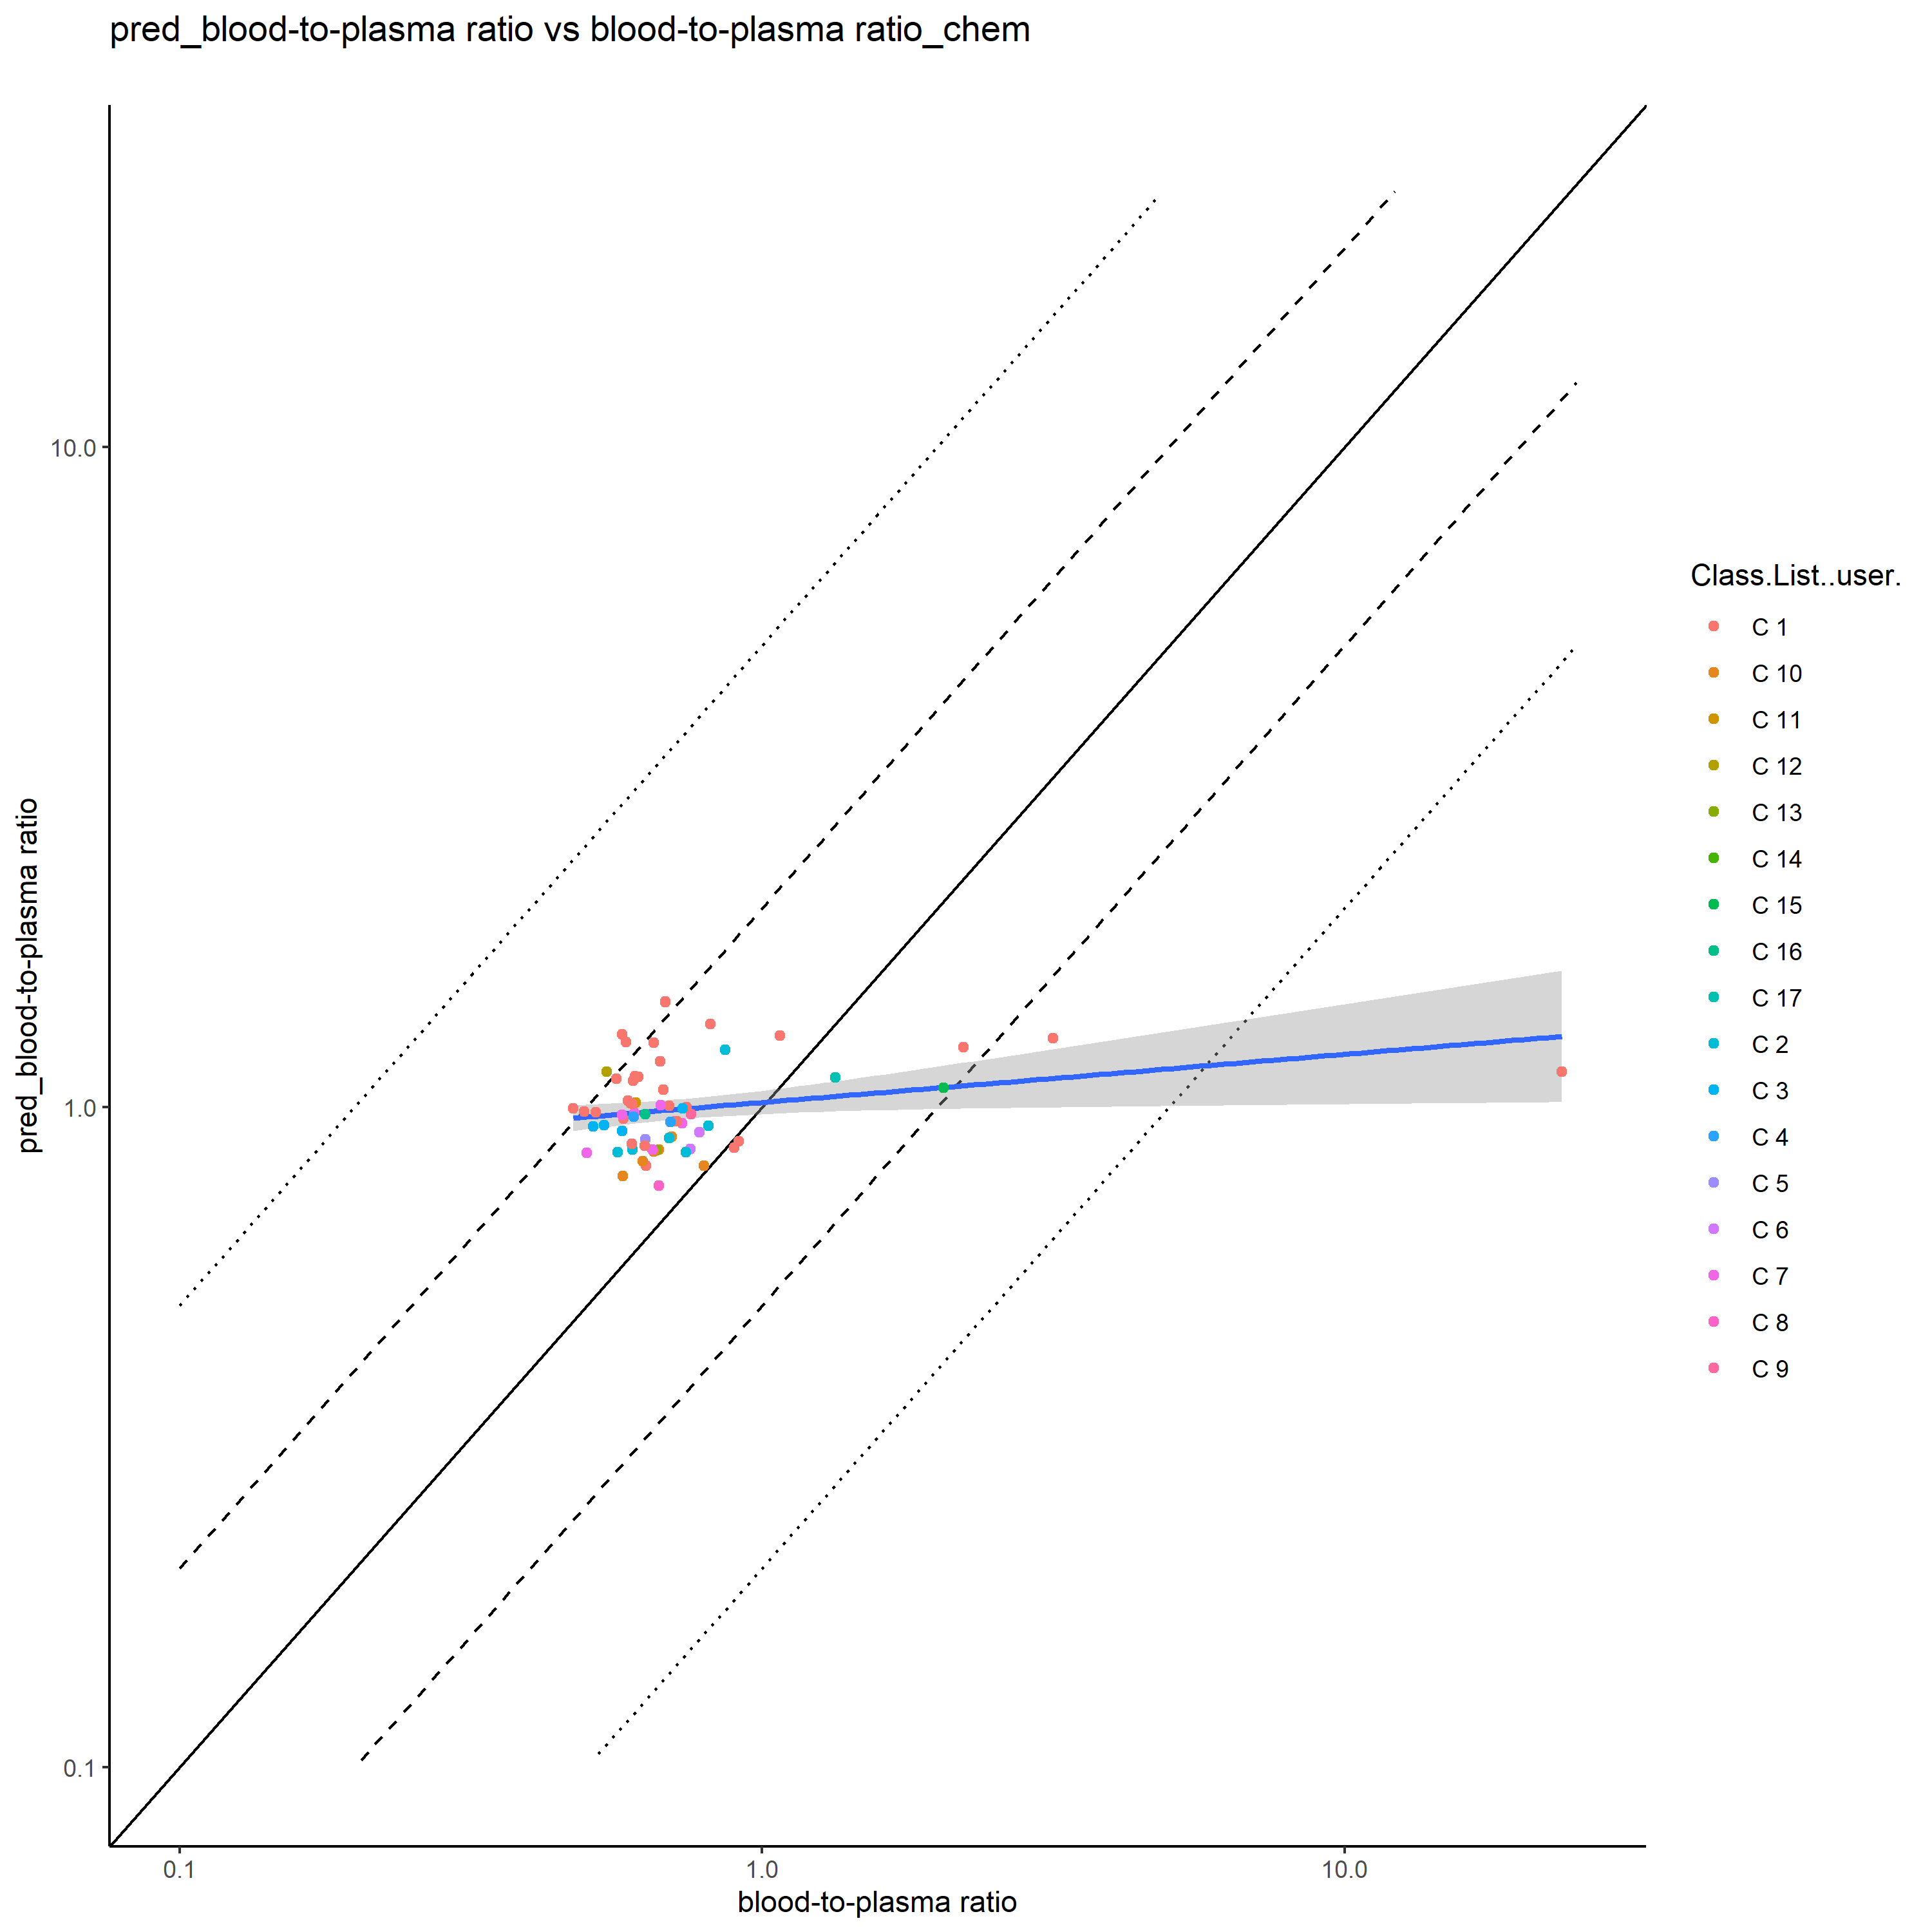 pred_blood-to-plasma ratio vs blood-to-plasma ratio_chem
10.0
1.0
0.1
pred_blood-to-plasma ratio
0.1
1.0
10.0
blood-to-plasma ratio
Class.List..user.
C 1
C 10
C 11
C 12
C 13
C 14
C 15
C 16
C 17
C 2
C 3
C 4
C 5
C 6
C 7
C 8
C 9